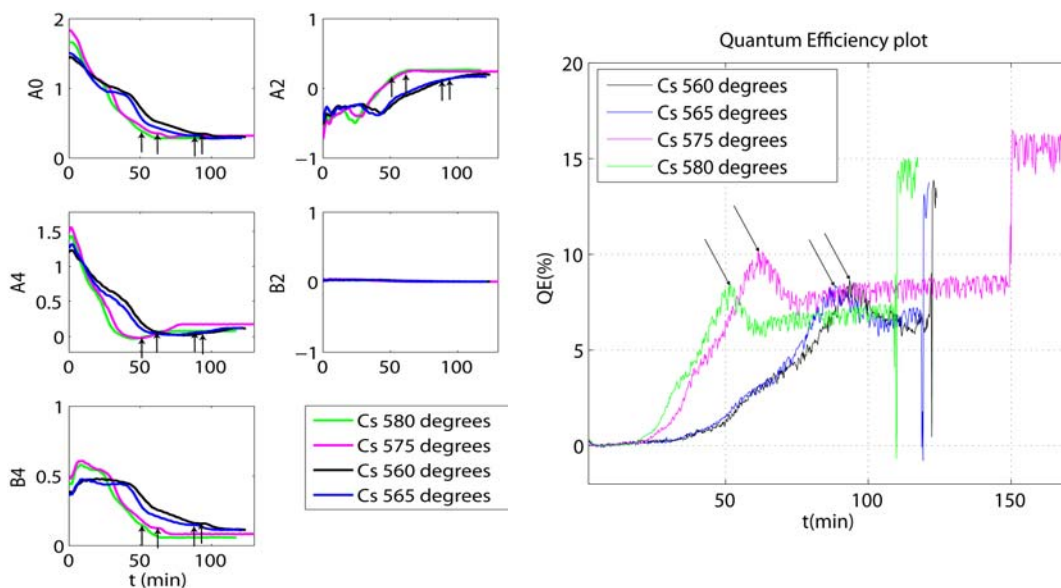 2
1
0
A0
0
50
100
1
0
−1
A2
0
50
100
1.5
1
0.5
0
A4
0
50
100
1
0
−1
B2
0
50
100
1
0.5
0
B4
0
50
100
t (min)
Cs 580 degrees
Cs 575 degrees
Cs 560 degrees
Cs 565 degrees
Quantum Efficiency plot
20
15
10
5
0
QE(%)
Cs 560 degrees
Cs 565 degrees
Cs 575 degrees
Cs 580 degrees
50
100
150
t(min)